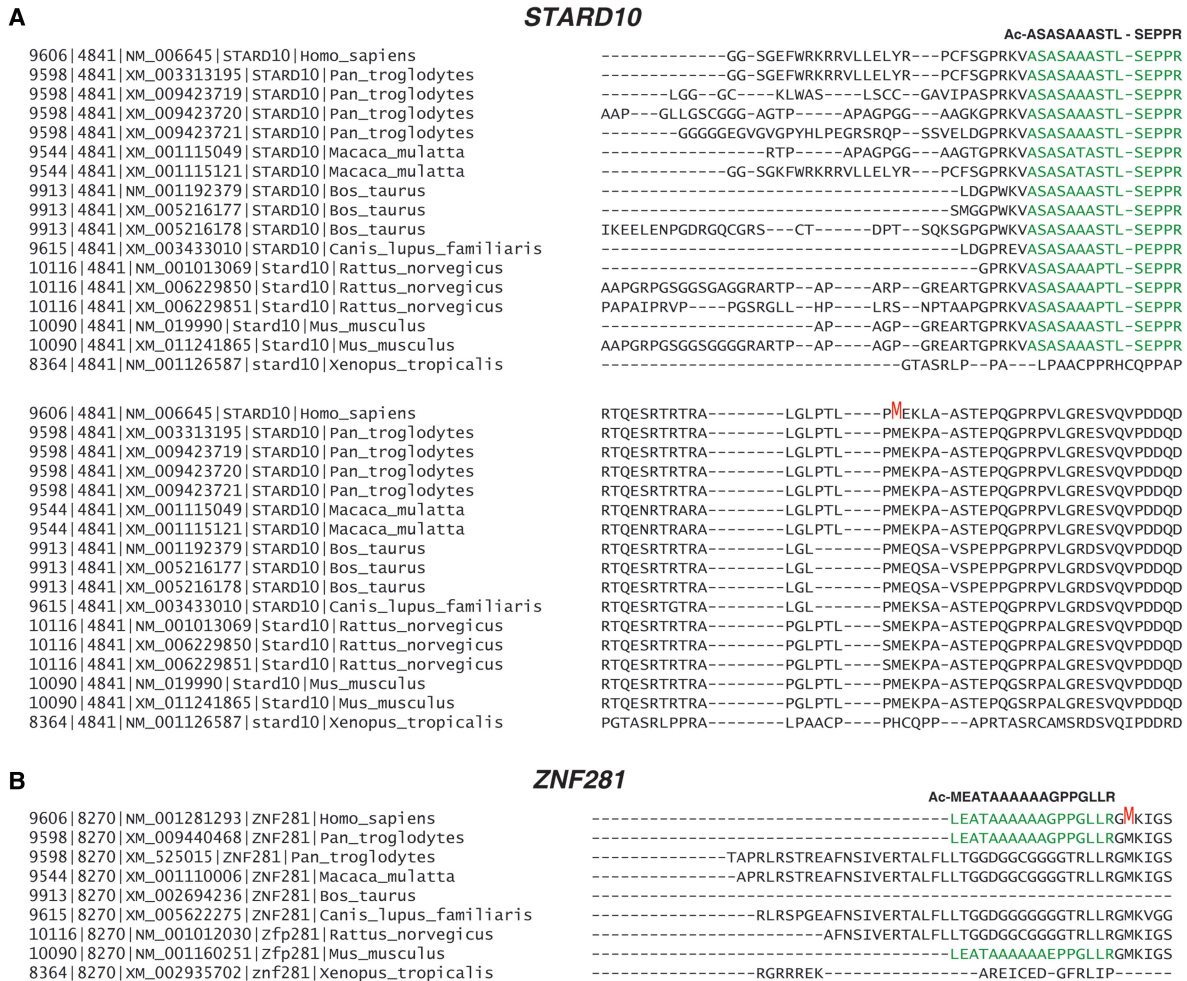 A
STARD10
Ac-ASASAAASTL - SEPPR
9606|4841|NM_006645|STARD10|Homo_sapiens -------------GG-SGEFWRKRRVLLELYR---PCFSGPRKVASASAAASTL-SEPPR
9598|4841|XM_003313195|STARD10|Pan_troglodytes -------------GG-SGEFWRKRRVLLELYR---PCFSGPRKVASASAAASTL-SEPPR
9598|4841|XM_009423719|STARD10|Pan_troglodytes -------LGG--GC----KLWAS----LSCC--GAVIPASPRKVASASAAASTL-SEPPR
9598|4841|XM_009423720|STARD10|Pan_troglodytes AAP---GLLGSCGGG-AGTP-----APAGPGG---AAGKGPRKVASASAAASTL-SEPPR
9598|4841|XM_009423721|STARD10|Pan_troglodytes --------GGGGGEGVGVGPYHLPEGRSRQP--SSVELDGPRKVASASAAASTL-SEPPR
9544|4841|XM_001115049|STARD10|Macaca_mulatta -----------------RTP-----APAGPGG---AAGTGPRKVASASATASTL-SEPPR
9544|4841|XM_001115121|STARD10|Macaca_mulatta -------------GG-SGKFWRKRRVLLELYR---PCFSGPRKVASASATASTL-SEPPR
9913|4841|NM_001192379|STARD10|Bos_taurus -------------------------------------LDGPWKVASASAAASTL-SEPPR
9913|4841|XM_005216177|STARD10|Bos_taurus ------------------------------------SMGGPWKVASASAAASTL-SEPPR
9913|4841|XM_005216178|STARD10|Bos_taurus IKEELENPGDRGQCGRS---CT------DPT--SQKSGPGPWKVASASAAASTL-SEPPR
9615|4841|XM_003433010|STARD10|Canis_lupus_familiaris -------------------------------------LDGPREVASASAAASTL-PEPPR
10116|4841|NM_001013069|Stard10|Rattus_norvegicus ---------------------------------------GPRKVASASAAAPTL-SEPPR
10116|4841|XM_006229850|Stard10|Rattus_norvegicus AAPGRPGSGGSGAGGRARTP--AP----ARP--GREARTGPRKVASASAAAPTL-SEPPR
10116|4841|XM_006229851|Stard10|Rattus_norvegicus PAPAIPRVP----PGSRGLL--HP----LRS--NPTAAPGPRKVASASAAAPTL-SEPPR
10090|4841|NM_019990|Stard10|Mus_musculus ----------------------AP----AGP--GREARTGPRKVASASAAASTL-SEPPR
10090|4841|XM_011241865|Stard10|Mus_musculus AAPGRPGSGGSGGGGRARTP--AP----AGP--GREARTGPRKVASASAAASTL-SEPPR
8364|4841|NM_001126587|stard10|Xenopus_tropicalis -------------------------------GTASRLP--PA---LPAACPPRHCQPPAP
9606|4841|NM_006645|STARD10|Homo_sapiens RTQESRTRTRA--------LGLPTL----PMEKLA-ASTEPQGPRPVLGRESVQVPDDQD
9598|4841|XM_003313195|STARD10|Pan_troglodytes RTQESRTRTRA--------LGLPTL----PMEKPA-ASTEPQGPRPVLGRESVQVPDDQD
9598|4841|XM_009423719|STARD10|Pan_troglodytes RTQESRTRTRA--------LGLPTL----PMEKPA-ASTEPQGPRPVLGRESVQVPDDQD
9598|4841|XM_009423720|STARD10|Pan_troglodytes RTQESRTRTRA--------LGLPTL----PMEKPA-ASTEPQGPRPVLGRESVQVPDDQD
9598|4841|XM_009423721|STARD10|Pan_troglodytes RTQESRTRTRA--------LGLPTL----PMEKPA-ASTEPQGPRPVLGRESVQVPDDQD
9544|4841|XM_001115049|STARD10|Macaca_mulatta RTQENRTRARA--------LGLPTL----PMEKPA-ASTEPQGPRPVLGRESVQVPDDQD
9544|4841|XM_001115121|STARD10|Macaca_mulatta RTQENRTRARA--------LGLPTL----PMEKPA-ASTEPQGPRPVLGRESVQVPDDQD
9913|4841|NM_001192379|STARD10|Bos_taurus RTQESRTRTRA--------LGL-------PMEQSA-VSPEPPGPRPVLGRDSVQVPDDQD
9913|4841|XM_005216177|STARD10|Bos_taurus RTQESRTRTRA--------LGL-------PMEQSA-VSPEPPGPRPVLGRDSVQVPDDQD
9913|4841|XM_005216178|STARD10|Bos_taurus RTQESRTRTRA--------LGL-------PMEQSA-VSPEPPGPRPVLGRDSVQVPDDQD
9615|4841|XM_003433010|STARD10|Canis_lupus_familiaris RTQESRTGTRA--------LGL-------PMEKSA-ASTEPQGSRPVLGRDSVQVPDDQD
10116|4841|NM_001013069|Stard10|Rattus_norvegicus RTQESRTRTRA--------PGLPTL----SMEKPA-ASTEPQGPRPALGRESVQVPDDQD
10116|4841|XM_006229850|Stard10|Rattus_norvegicus RTQESRTRTRA--------PGLPTL----SMEKPA-ASTEPQGPRPALGRESVQVPDDQD
10116|4841|XM_006229851|Stard10|Rattus_norvegicus RTQESRTRTRA--------PGLPTL----SMEKPA-ASTEPQGPRPALGRESVQVPDDQD
10090|4841|NM_019990|Stard10|Mus_musculus RTQESRTRTRA--------PGLPTL----PMEKPA-ASTEPQGSRPALGRESVQVPDDQD
10090|4841|XM_011241865|Stard10|Mus_musculus RTQESRTRTRA--------PGLPTL----PMEKPA-ASTEPQGSRPALGRESVQVPDDQD
8364|4841|NM_001126587|stard10|Xenopus_tropicalis PGTASRLPPRA--------LPAACP----PHCQPP---APRTASRCAMSRDSVQIPDDRD
B
ZNF281
Ac-MEATAAAAAAGPPGLLR
9606|8270|NM_001281293|ZNF281|Homo_sapiens -------------------------------------LEATAAAAAAGPPGLLRGMKIGS
9598|8270|XM_009440468|ZNF281|Pan_troglodytes -------------------------------------LEATAAAAAAGPPGLLRGMKIGS
9598|8270|XM_525015|ZNF281|Pan_troglodytes --------------TAPRLRSTREAFNSIVERTALFLLTGGDGGCGGGGTRLLRGMKIGS
9544|8270|XM_001110006|ZNF281|Macaca_mulatta ---------------APRLRSTREAFNSIVERTALFLLTGGDGGCGGGGTRLLRGMKIGS
9913|8270|XM_002694236|ZNF281|Bos_taurus ------------------------------------------------------------
9615|8270|XM_005622275|ZNF281|Canis_lupus_familiaris -----------------RLRSPGEAFNSIVERTALFLLTGGDGGGGGGGTRLLRGMKVGG
10116|8270|NM_001012030|Zfp281|Rattus_norvegicus ------------------------AFNSIVERTALFLLTGGDGGCGGGGTRLLRGMKIGS
10090|8270|NM_001160251|Zfp281|Mus_musculus -------------------------------------LEATAAAAAAEPPGLLRGMKIGS
8364|8270|XM_002935702|znf281|Xenopus_tropicalis -----------------RGRRREK----------------AREICED-GFRLIP------